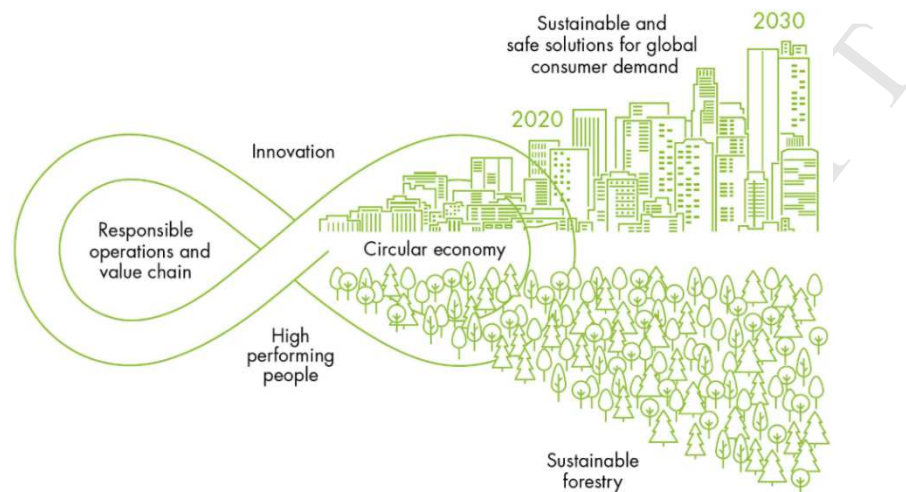 Sustainable and
safe solutions for global
consumer demand
2030
2020
Innovation
Responsible
operations and
value chain
Circular economy
High
performing
people
Sustainable
forestry